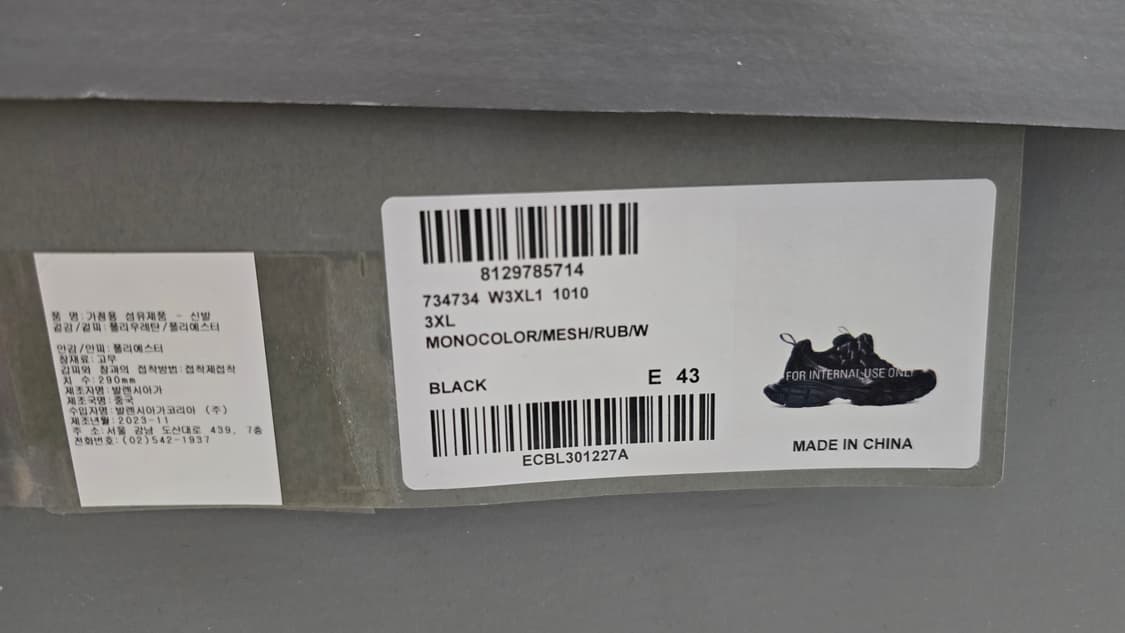 품 명:가정용 섬유제품 - 신발
겉감/겉피:폴리우레탄/폴리에스터
안감/안피:폴리에스터
창재료:고무
갑피와 창과의 접착방법:접착제접착
치 수:290mm
제조자명:발렌시아가
제조국명:중국
수입자명:발렌시아가코리아 (주)
제조년월:2023-11
주 소:서울 강남 도산대로 439, 7층
전화번호:(02)542-1937
8129785714
734734 W3XL1 1010
3XL
MONOCOLOR/MESH/RUB/W
BLACK
E 43
ECBL301227A
FOR INTERNAL USE ONLY
MADE IN CHINA